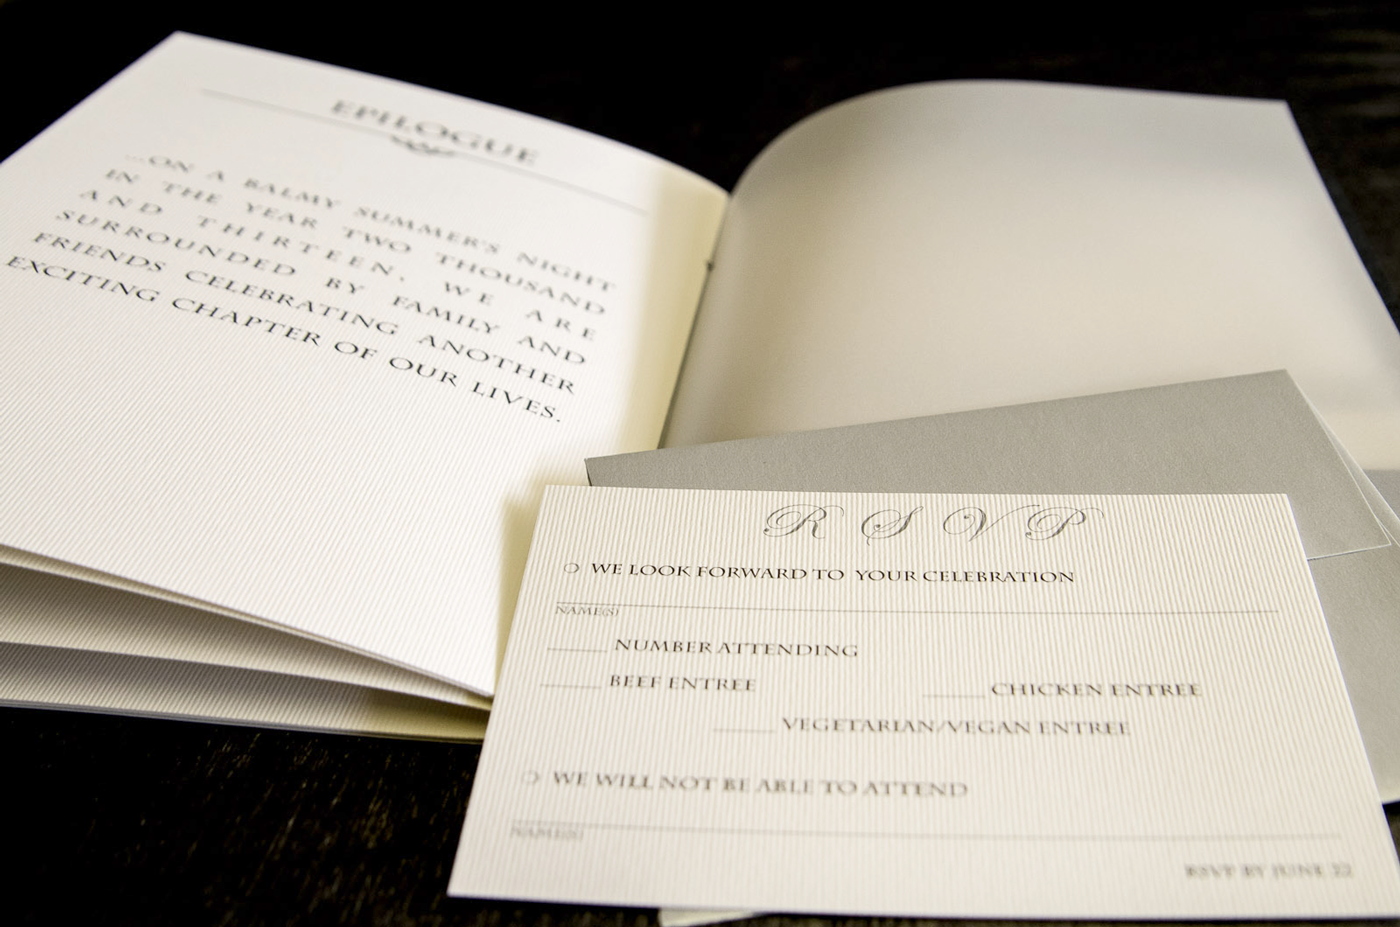 EPILOGUE
...ON A BALMY SUMMER'S NIGHT
IN THE YEAR TWO THOUSAND
AND THIRTEEN, WE ARE
SURROUNDED BY FAMILY AND
FRIENDS CELEBRATING ANOTHER
EXCITING CHAPTER OF OUR LIVES.
RSVP
WE LOOK FORWARD TO YOUR CELEBRATION
NAME(S)
NUMBER ATTENDING
BEEF ENTREE CHICKEN ENTREE
VEGETARIAN/VEGAN ENTREE
WE WILL NOT BE ABLE TO ATTEND
NAME(S)
RSVP BY JUNE 22